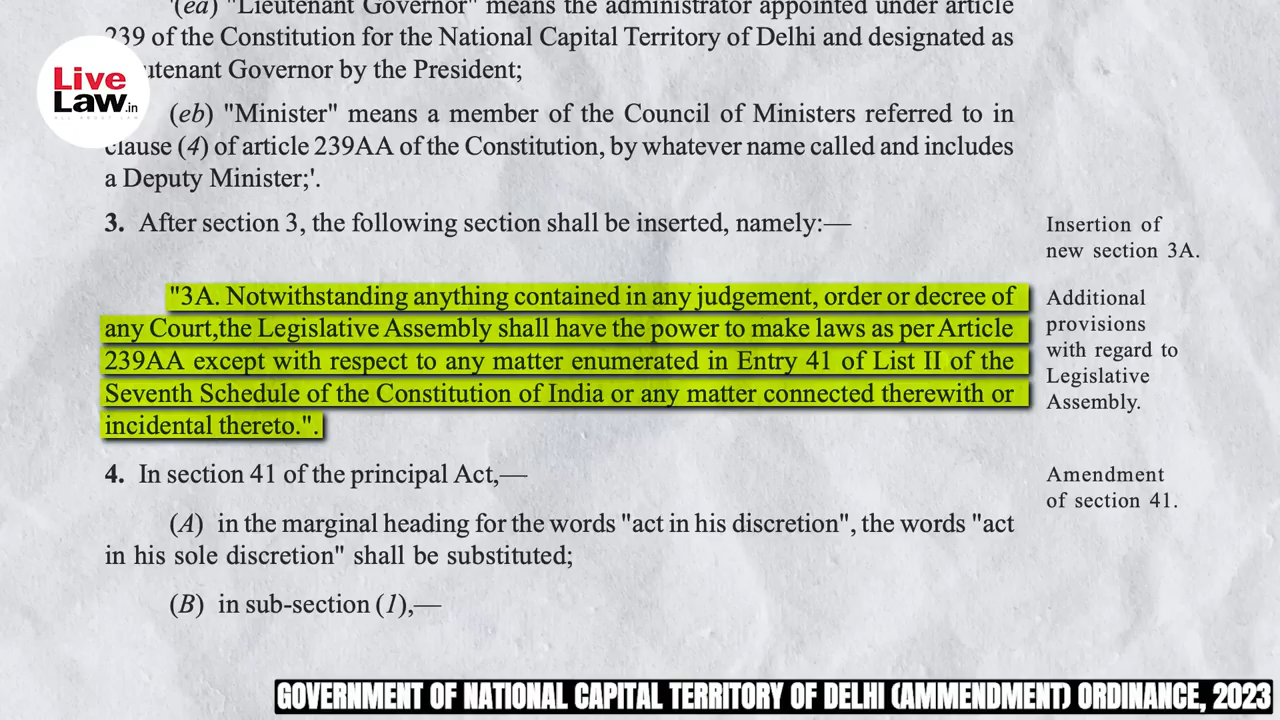 '(ea) "Lieutenant Governor" means the administrator appointed under article
239 of the Constitution for the National Capital Territory of Delhi and designated as
utenant Governor by the President;
Live
Law.in
ALL ABOUT LAW
(eb) "Minister" means a member of the Council of Ministers referred to in
clause (4) of article 239AA of the Constitution, by whatever name called and includes
a Deputy Minister;'.
3. After section 3, the following section shall be inserted, namely:—
Insertion of
new section 3A.
"3A. Notwithstanding anything contained in any judgement, order or decree of
any Court,the Legislative Assembly shall have the power to make laws as per Article
239AA except with respect to any matter enumerated in Entry 41 of List II of the
Seventh Schedule of the Constitution of India or any matter connected therewith or
incidental thereto.".
Additional
provisions
with regard to
Legislative
Assembly.
4. In section 41 of the principal Act,—
Amendment
of section 41.
(A) in the marginal heading for the words "act in his discretion", the words "act
in his sole discretion" shall be substituted;
(B) in sub-section (1),—
GOVERNMENT OF NATIONAL CAPITAL TERRITORY OF DELHI (AMMENDMENT) ORDINANCE, 2023